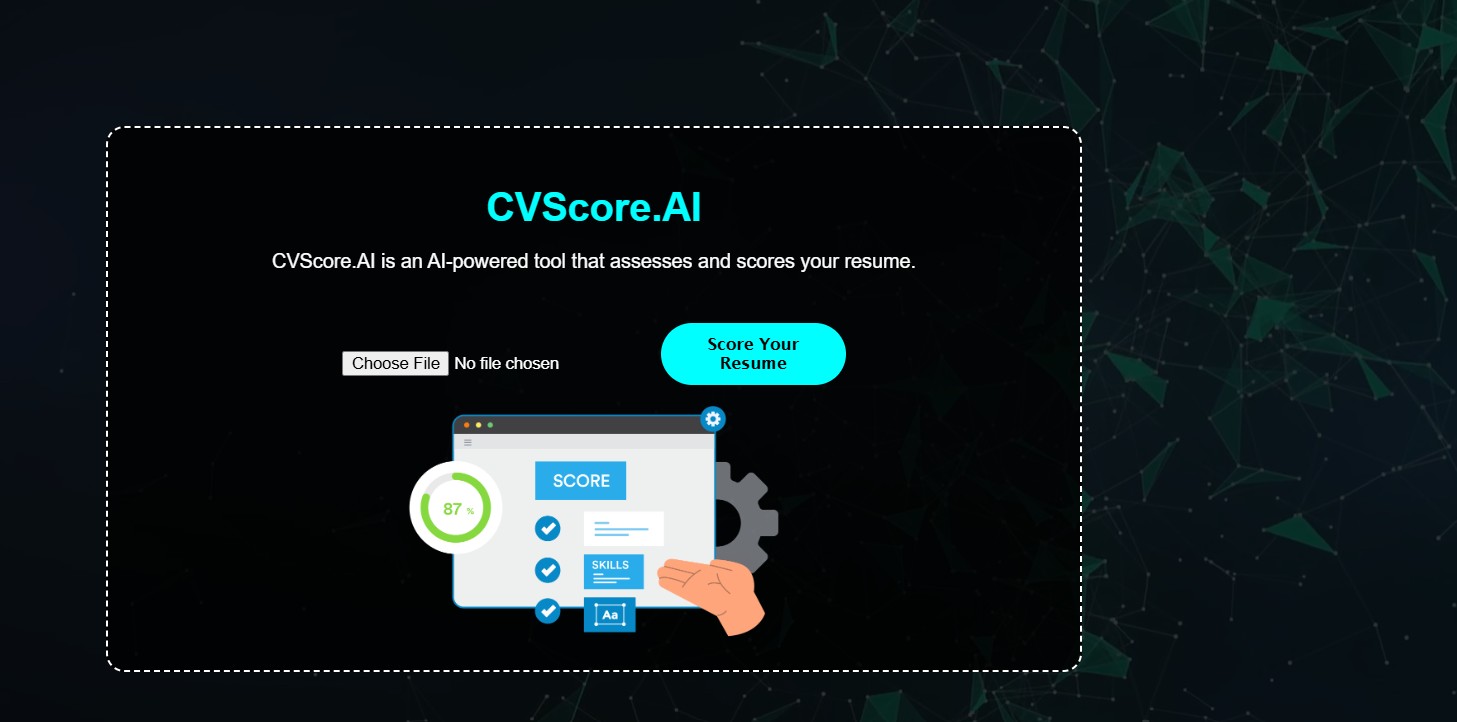 CVScore.AI
CVScore.AI is an AI-powered tool that assesses and scores your resume.
Choose File No file chosen
Score Your
Resume
SCORE
87 %
SKILLS
Aa